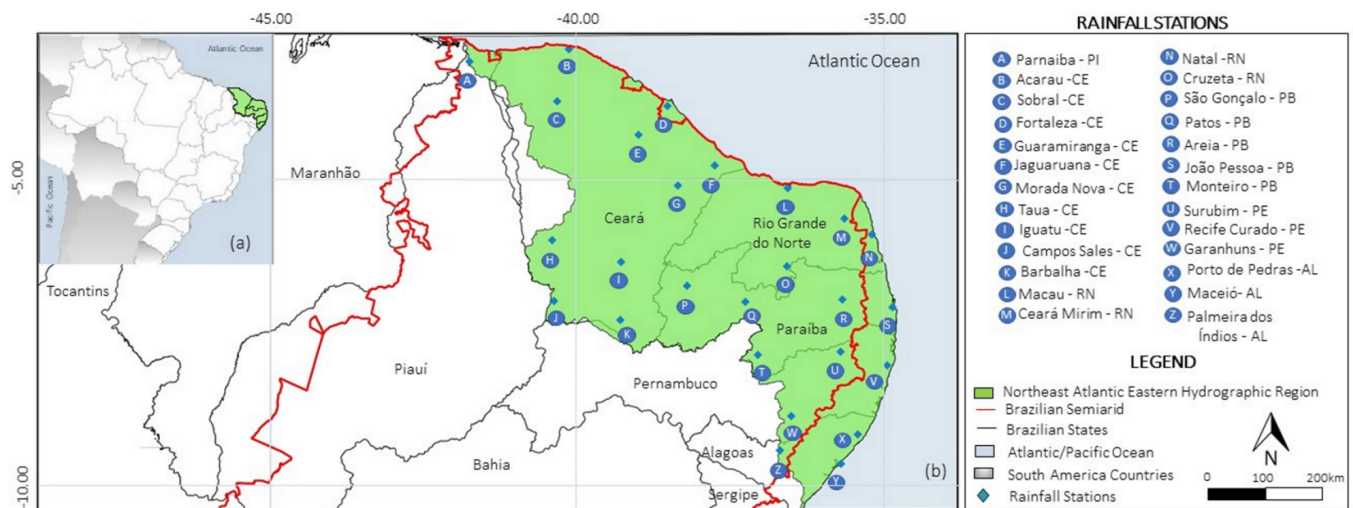 -45.00
-40.00
-35.00
-5.00
-10.00
Atlantic Ocean
Pacific Ocean
(a)
Atlantic Ocean
Maranhão
Tocantins
Piauí
Bahia
Ceará
Rio Grande
do Norte
Paraíba
Pernambuco
Alagoas
Sergipe
(b)
A
B
C
D
E
F
G
H
I
J
K
L
M
N
O
P
Q
R
S
T
U
V
W
X
Y
Z
RAINFALL STATIONS
A Parnaiba - PI
B Acarau -CE
C Sobral -CE
D Fortaleza -CE
E Guaramiranga - CE
F Jaguaruana - CE
G Morada Nova - CE
H Taua - CE
I Iguatu -CE
J Campos Sales - CE
K Barbalha -CE
L Macau - RN
M Ceará Mirim - RN
N Natal -RN
O Cruzeta - RN
P São Gonçalo - PB
Q Patos - PB
R Areia - PB
S João Pessoa - PB
T Monteiro - PB
U Surubim - PE
V Recife Curado - PE
W Garanhuns - PE
X Porto de Pedras -AL
Y Maceió- AL
Z Palmeira dos
Índios - AL
LEGEND
Northeast Atlantic Eastern Hydrographic Region
Brazilian Semiarid
Brazilian States
Atlantic/Pacific Ocean
South America Countries
Rainfall Stations
N
0 100 200km